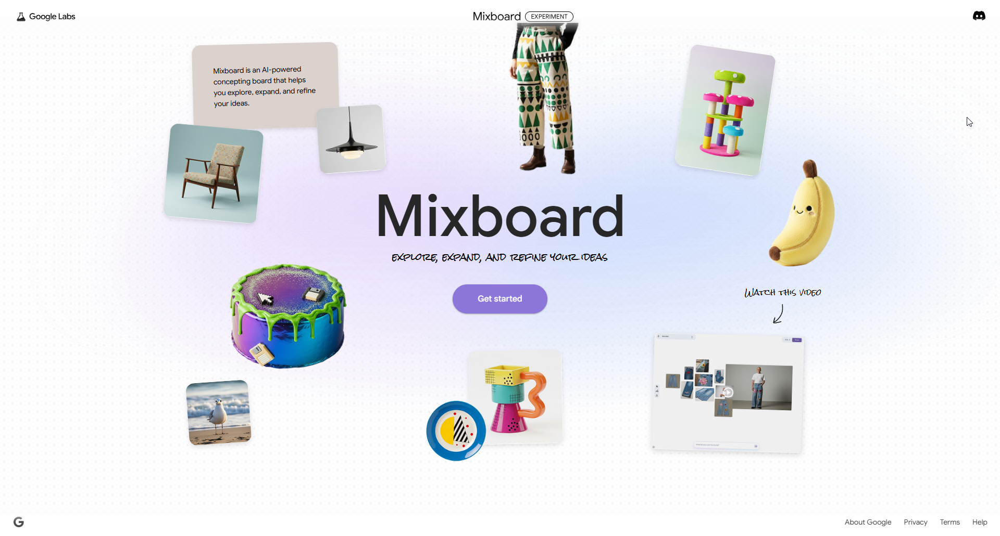 Google Labs
Mixboard EXPERIMENT
Mixboard is an AI-powered
concepting board that helps
you explore, expand, and refine
your ideas.
Mixboard
EXPLORE, EXPAND, AND REFINE YOUR IDEAS
Get started
WATCH THIS VIDEO
About Google Privacy Terms Help